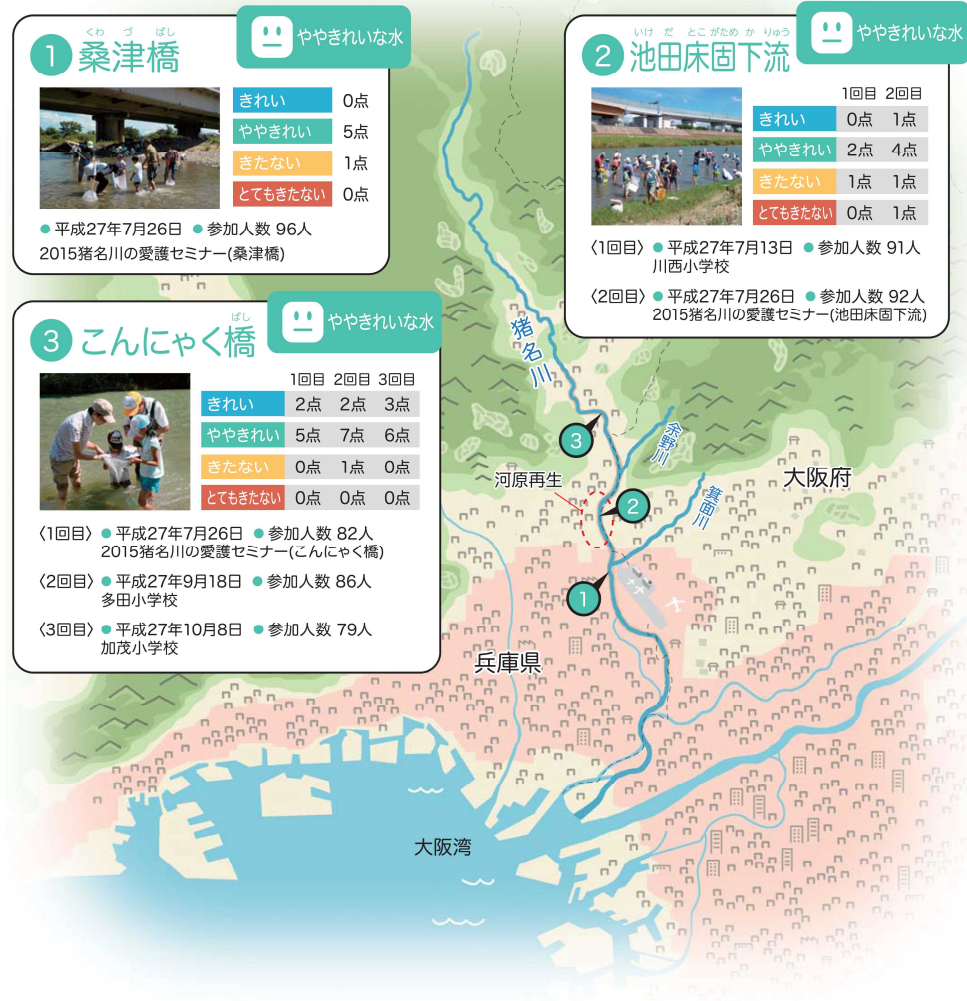 くわ づ ばし
① 桑津橋
ややきれいな水
きれい 0点
ややきれい 5点
きたない 1点
とてもきたない 0点
●平成27年7月26日 ●参加人数 96人
2015猪名川の愛護セミナー(桑津橋)
いけ だ とこ がため か りゅう
② 池田床固下流
ややきれいな水
1回目 2回目
きれい 0点 1点
ややきれい 2点 4点
きたない 1点 1点
とてもきたない 0点 1点
〈1回目〉●平成27年7月13日 ●参加人数 91人
川西小学校
〈2回目〉●平成27年7月26日 ●参加人数 92人
2015猪名川の愛護セミナー(池田床固下流)
ばし
③ こんにゃく橋
ややきれいな水
1回目 2回目 3回目
きれい 2点 2点 3点
ややきれい 5点 7点 6点
きたない 0点 1点 0点
とてもきたない 0点 0点 0点
〈1回目〉●平成27年7月26日 ●参加人数 82人
2015猪名川の愛護セミナー(こんにゃく橋)
〈2回目〉●平成27年9月18日 ●参加人数 86人
多田小学校
〈3回目〉●平成27年10月8日 ●参加人数 79人
加茂小学校
猪名川
③
余野川
河原再生
②
箕面川
大阪府
①
兵庫県
大阪湾